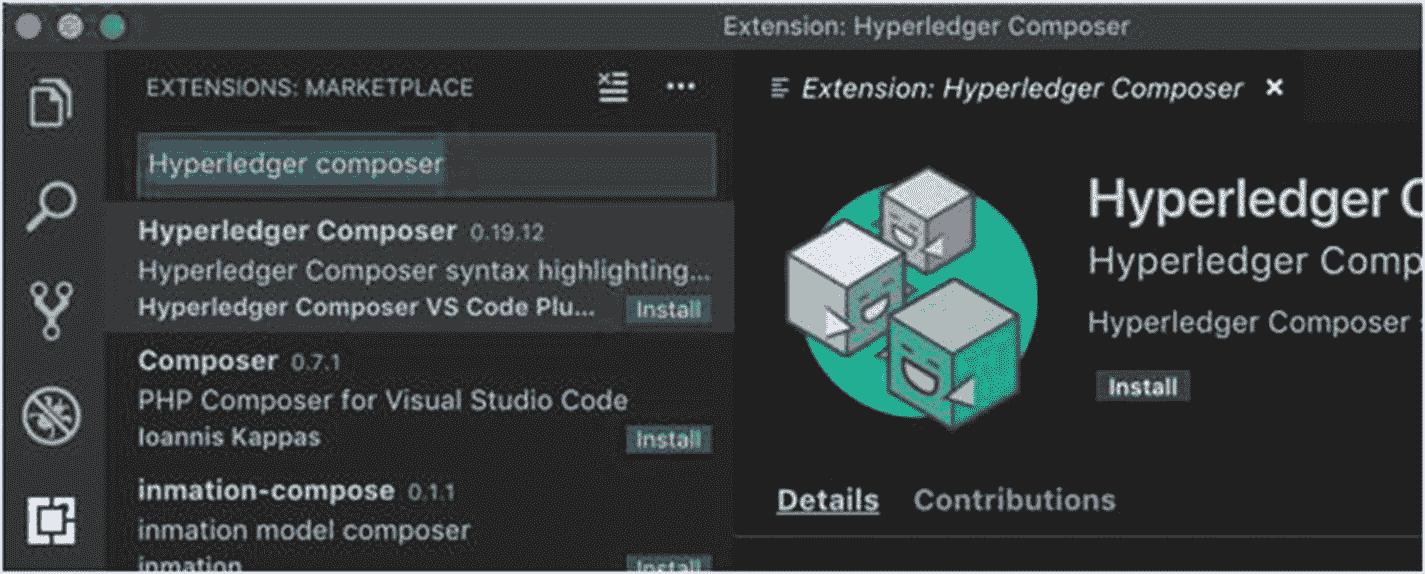 Extension: Hyperledger Composer
EXTENSIONS: MARKETPLACE
Hyperledger composer
Hyperledger Composer 0.19.12
Hyperledger Composer syntax highlighting...
Hyperledger Composer VS Code Plu... Install
Composer 0.7.1
PHP Composer for Visual Studio Code
Ioannis Kappas Install
inmation-compose 0.1.1
inmation model composer
inmation Install
Extension: Hyperledger Composer
Hyperledger C
Hyperledger Comp
Hyperledger Composer
Install
Details Contributions